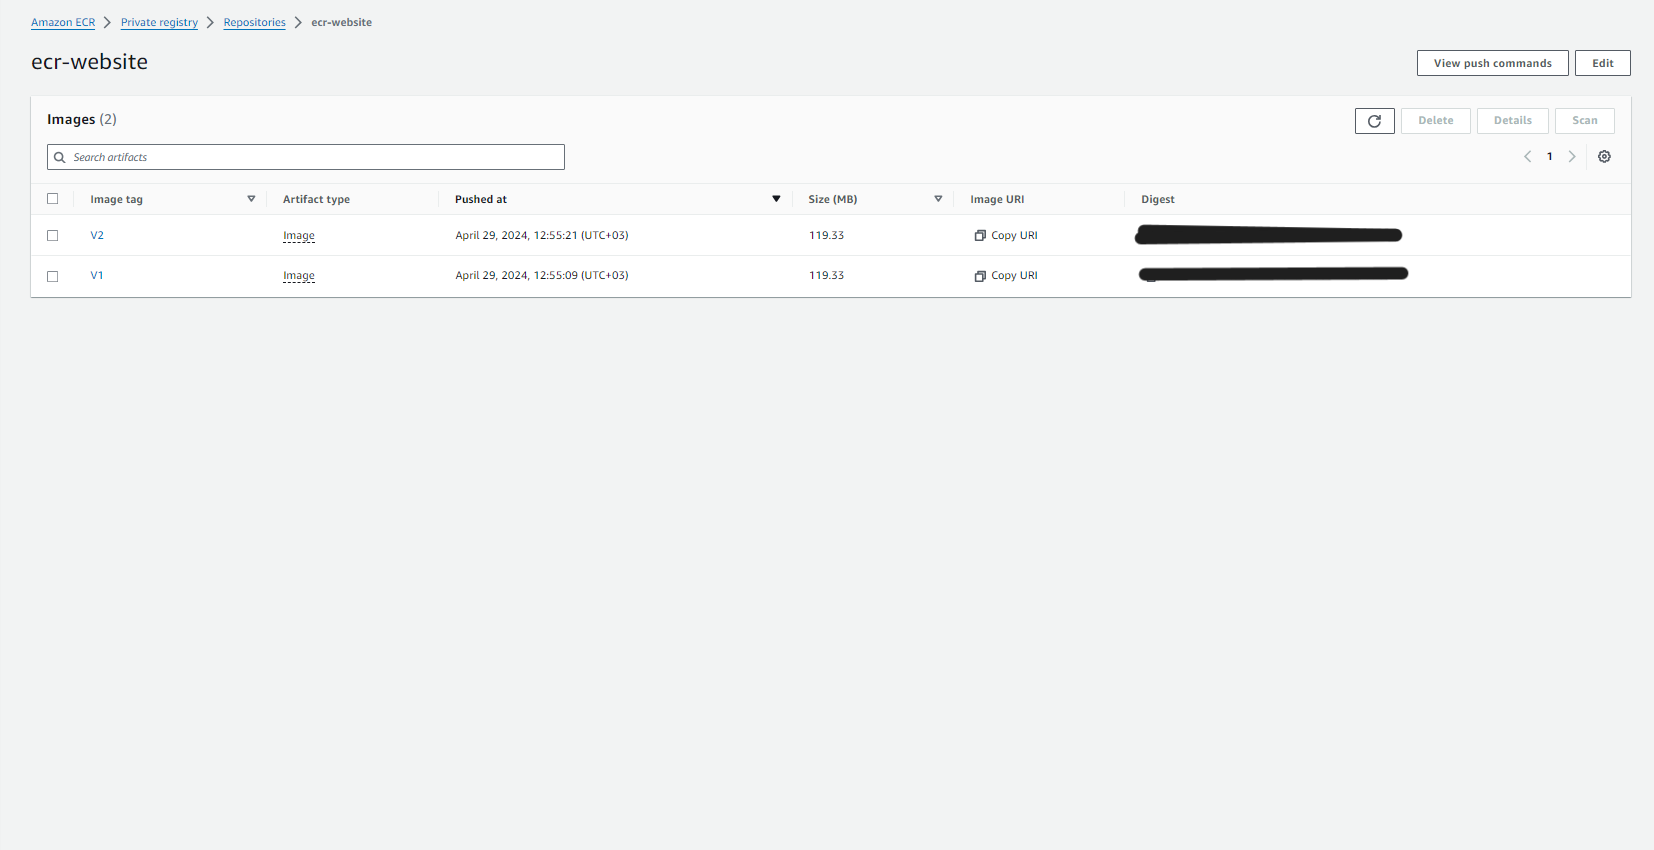 Amazon ECR > Private registry > Repositories > ecr-website
ecr-website
View push commands Edit
Images (2)
Delete Details Scan
Search artifacts
1
Image tag Artifact type Pushed at Size (MB) Image URI Digest
V2 Image April 29, 2024, 12:55:21 (UTC+03) 119.33 Copy URI
V1 Image April 29, 2024, 12:55:09 (UTC+03) 119.33 Copy URI